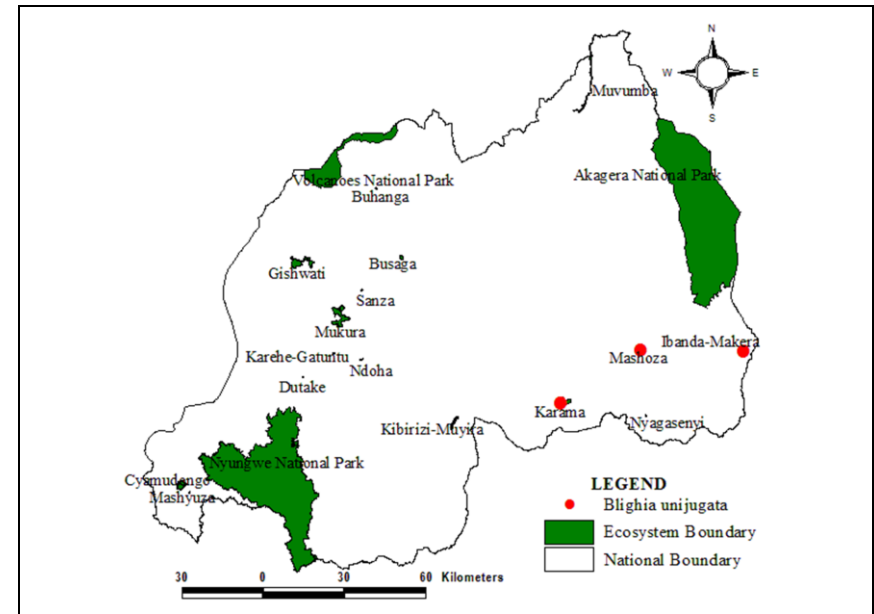 N
W E
S
Muvumba
Akagera National Park
Volcanoes National Park
Buhanga
Busaga
Gishwati
Sanza
Mukura
Ibanda-Makera
Mashoza
Karehe-Gatuntu
Ndoha
Dutake
Karama
Nyagasenyi
Kibirizi-Muyira
Nyungwe National Park
Cyamudongo
Mashyuza
LEGEND
Blighia unijugata
Ecosystem Boundary
National Boundary
30 0 30 60 Kilometers